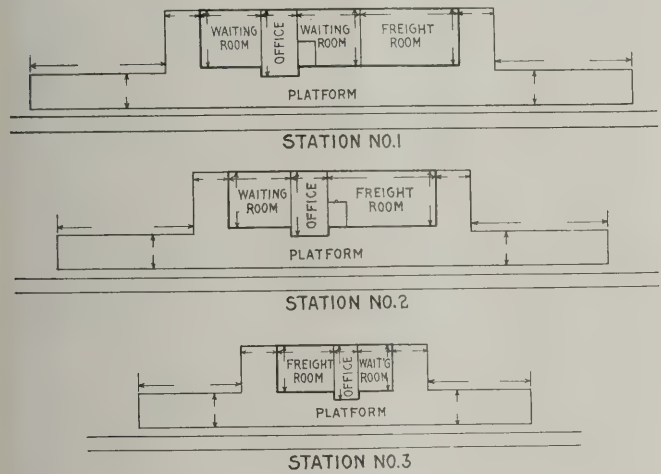 WAITING
ROOM
OFFICE
WAITING
ROOM
FREIGHT
ROOM
PLATFORM
STATION NO.1
WAITING
ROOM
OFFICE
FREIGHT
ROOM
PLATFORM
STATION NO.2
FREIGHT
ROOM
OFFICE
WAIT'G
ROOM
PLATFORM
STATION NO.3